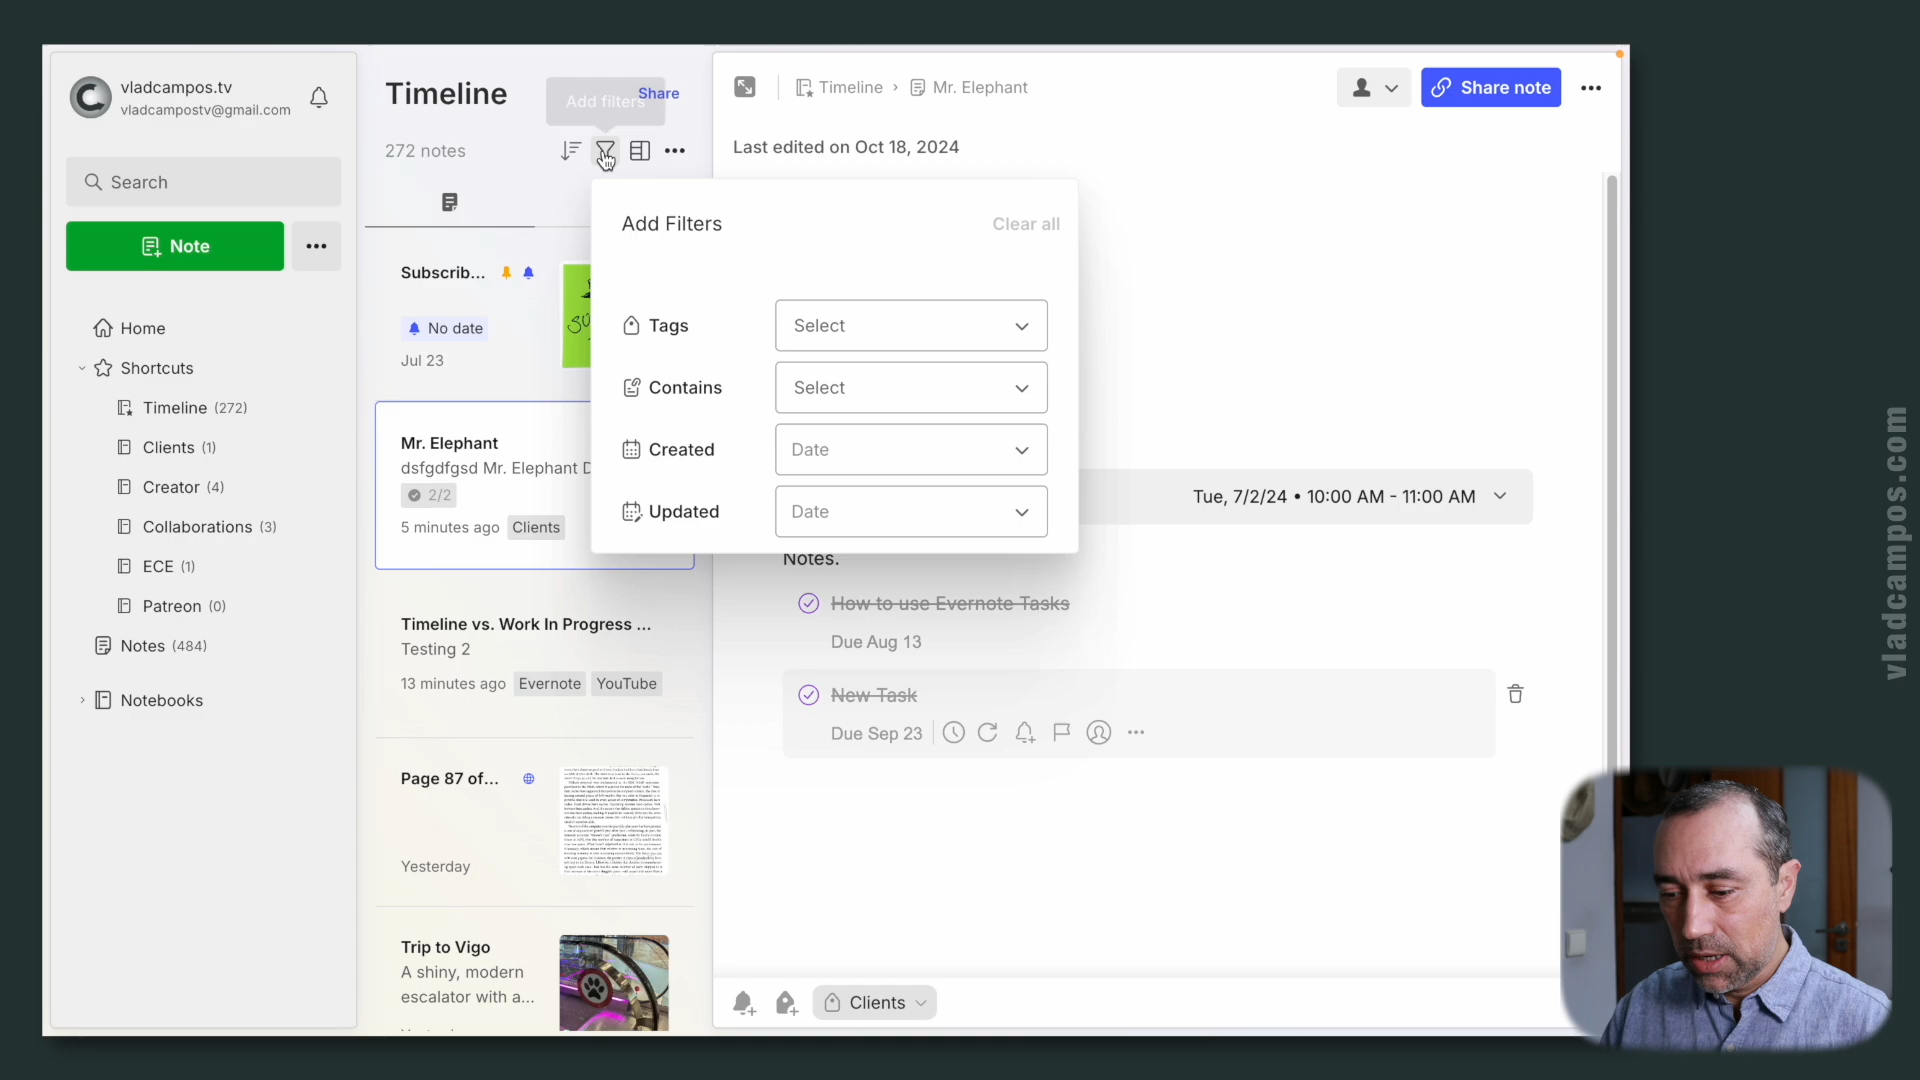 vladcampos.tv
vladcampostv@gmail.com
Search
Note
Home
Shortcuts
Timeline (272)
Clients (1)
Creator (4)
Collaborations (3)
ECE (1)
Patreon (0)
Notes (484)
Notebooks
Timeline
Add filters
Share
272 notes
Subscrib...
No date
Jul 23
Mr. Elephant
dsfgdfgsd Mr. Elephant D
2/2
5 minutes ago Clients
Timeline vs. Work In Progress ...
Testing 2
13 minutes ago Evernote YouTube
Page 87 of...
Yesterday
Trip to Vigo
A shiny, modern
escalator with a...
Add Filters Clear all
Tags Select
Contains Select
Created Date
Updated Date
Timeline › Mr. Elephant
Share note
Last edited on Oct 18, 2024
Tue, 7/2/24 • 10:00 AM - 11:00 AM
Notes.
How to use Evernote Tasks
Due Aug 13
New Task
Due Sep 23
Clients
vladcampos.com